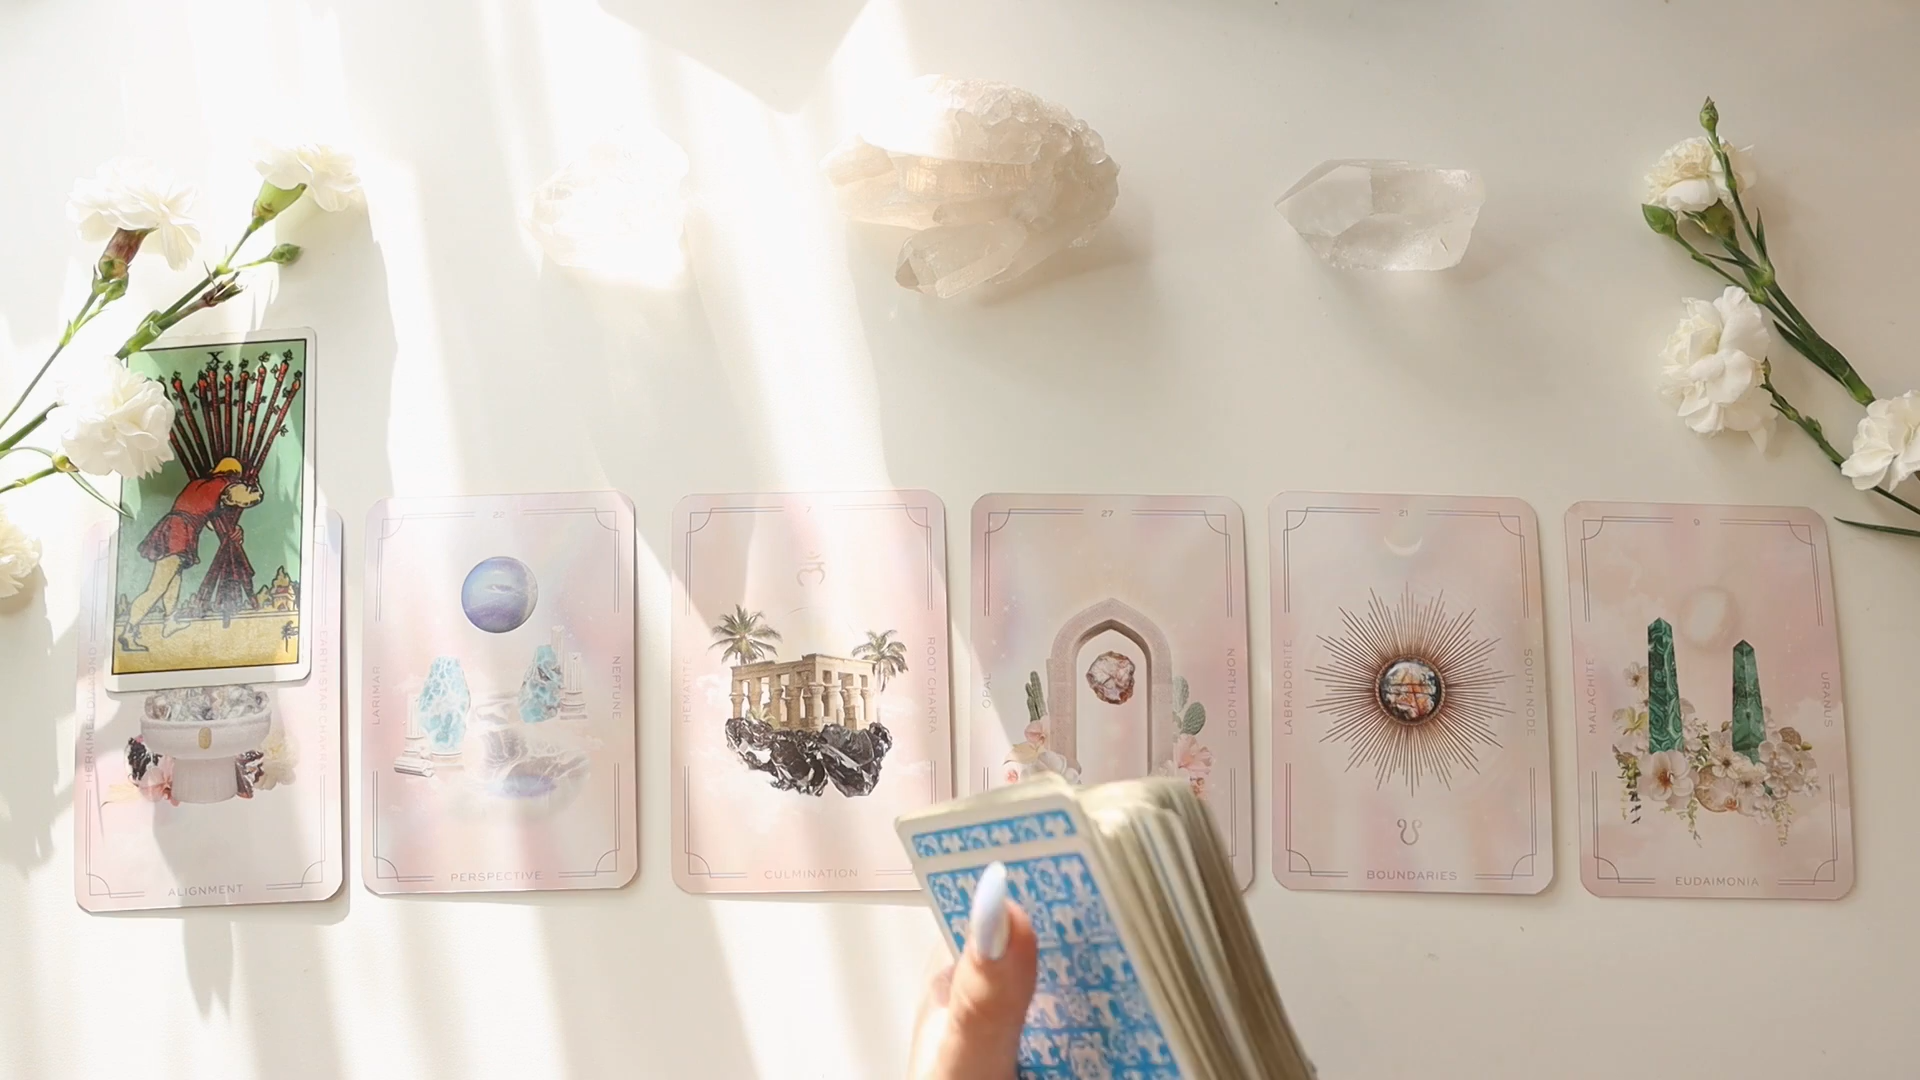 X
HERKIMER DIAMOND
EARTH STAR CHAKRA
ALIGNMENT
22
LARIMAR
NEPTUNE
PERSPECTIVE
7
HEMATITE
ROOT CHAKRA
CULMINATION
27
OPAL
NORTH NODE
21
LABRADORITE
SOUTH NODE
BOUNDARIES
9
MALACHITE
URANUS
EUDAIMONIA